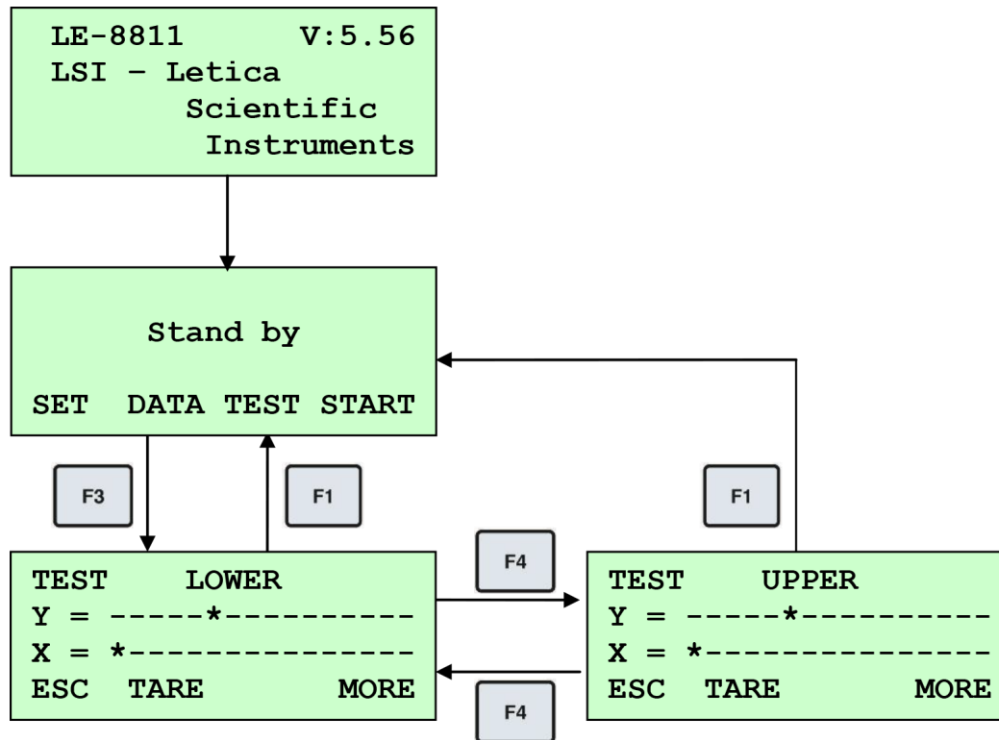 LE-8811 V:5.56
LSI – Letica
Scientific
Instruments
Stand by
SET DATA TEST START
F3
F1
F4
F1
TEST LOWER
Y = -----*----------
X = *---------------
ESC TARE MORE
TEST UPPER
Y = -----*----------
X = *---------------
ESC TARE MORE
F4